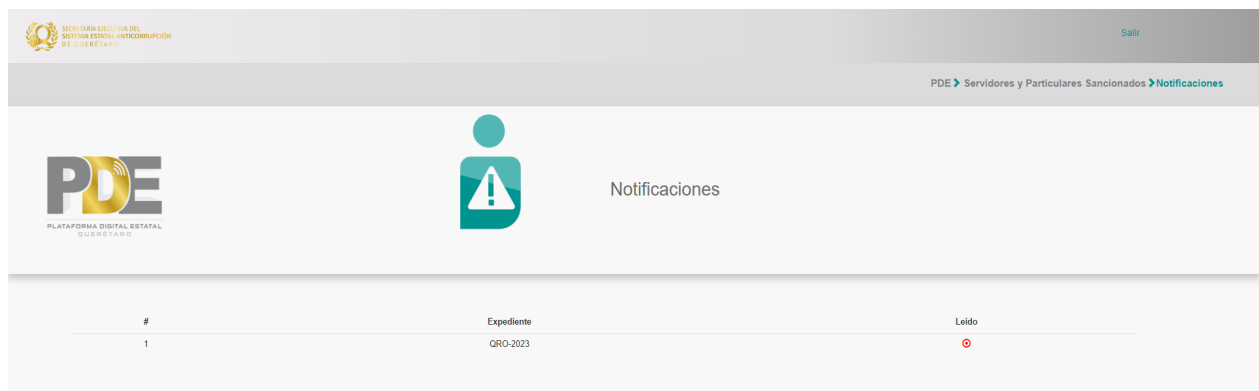 SECRETARÍA EJECUTIVA DEL
SISTEMA ESTATAL ANTICORRUPCIÓN
DE QUERÉTARO
Salir
PDE Servidores y Particulares Sancionados Notificaciones
PDE
PLATAFORMA DIGITAL ESTATAL
QUERÉTARO
Notificaciones
# Expediente Leído
1 QRO-2023